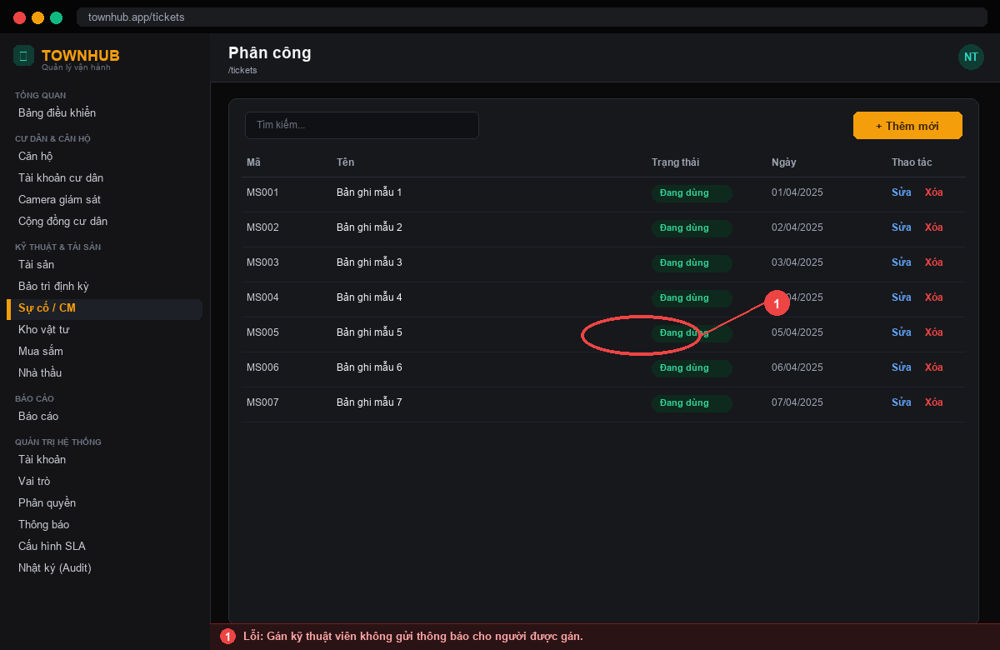 townhub.app/tickets
TOWNHUB
Quản lý vận hành
TỔNG QUAN
Bảng điều khiển
CƯ DÂN & CĂN HỘ
Căn hộ
Tài khoản cư dân
Camera giám sát
Cộng đồng cư dân
KỸ THUẬT & TÀI SẢN
Tài sản
Bảo trì định kỳ
Sự cố / CM
Kho vật tư
Mua sắm
Nhà thầu
BÁO CÁO
Báo cáo
QUẢN TRỊ HỆ THỐNG
Tài khoản
Vai trò
Phân quyền
Thông báo
Cấu hình SLA
Nhật ký (Audit)
Phân công
/tickets
NT
Tìm kiếm...
+ Thêm mới
Mã Tên Trạng thái Ngày Thao tác
MS001 Bản ghi mẫu 1 Đang dùng 01/04/2025 Sửa Xóa
MS002 Bản ghi mẫu 2 Đang dùng 02/04/2025 Sửa Xóa
MS003 Bản ghi mẫu 3 Đang dùng 03/04/2025 Sửa Xóa
MS004 Bản ghi mẫu 4 Đang dùng 1 04/2025 Sửa Xóa
MS005 Bản ghi mẫu 5 Đang dùng 05/04/2025 Sửa Xóa
MS006 Bản ghi mẫu 6 Đang dùng 06/04/2025 Sửa Xóa
MS007 Bản ghi mẫu 7 Đang dùng 07/04/2025 Sửa Xóa
1 Lỗi: Gán kỹ thuật viên không gửi thông báo cho người được gán.